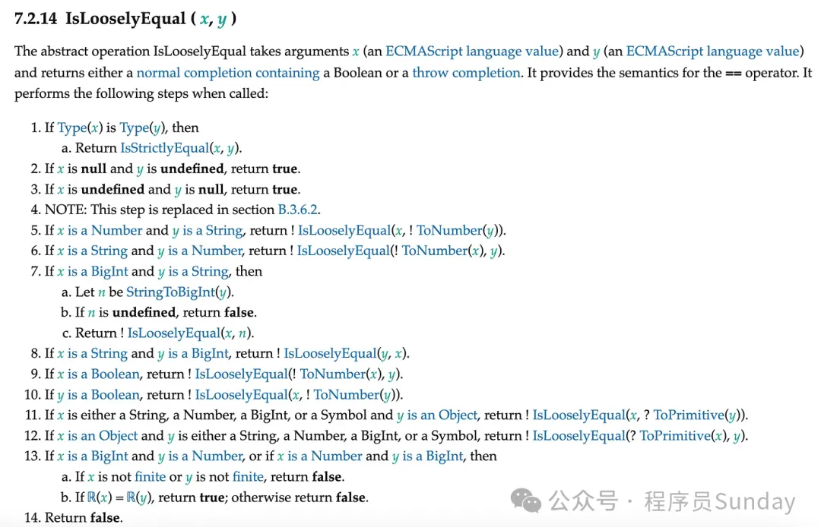 7.2.14 IsLooselyEqual ( x, y )
The abstract operation IsLooselyEqual takes arguments x (an ECMAScript language value) and y (an ECMAScript language value)
and returns either a normal completion containing a Boolean or a throw completion. It provides the semantics for the == operator. It
performs the following steps when called:
1. If Type(x) is Type(y), then
a. Return IsStrictlyEqual(x, y).
2. If x is null and y is undefined, return true.
3. If x is undefined and y is null, return true.
4. NOTE: This step is replaced in section B.3.6.2.
5. If x is a Number and y is a String, return ! IsLooselyEqual(x, ! ToNumber(y)).
6. If x is a String and y is a Number, return ! IsLooselyEqual(! ToNumber(x), y).
7. If x is a BigInt and y is a String, then
a. Let n be StringToBigInt(y).
b. If n is undefined, return false.
c. Return ! IsLooselyEqual(x, n).
8. If x is a String and y is a BigInt, return ! IsLooselyEqual(y, x).
9. If x is a Boolean, return ! IsLooselyEqual(! ToNumber(x), y).
10. If y is a Boolean, return ! IsLooselyEqual(x, ! ToNumber(y)).
11. If x is either a String, a Number, a BigInt, or a Symbol and y is an Object, return ! IsLooselyEqual(x, ? ToPrimitive(y)).
12. If x is an Object and y is either a String, a Number, a BigInt, or a Symbol, return ! IsLooselyEqual(? ToPrimitive(x), y).
13. If x is a BigInt and y is a Number, or if x is a Number and y is a BigInt, then
a. If x is not finite or y is not finite, return false.
b. If ℝ(x) = ℝ(y), return true; otherwise return false.
14. Return false.
公众号 · 程序员Sunday